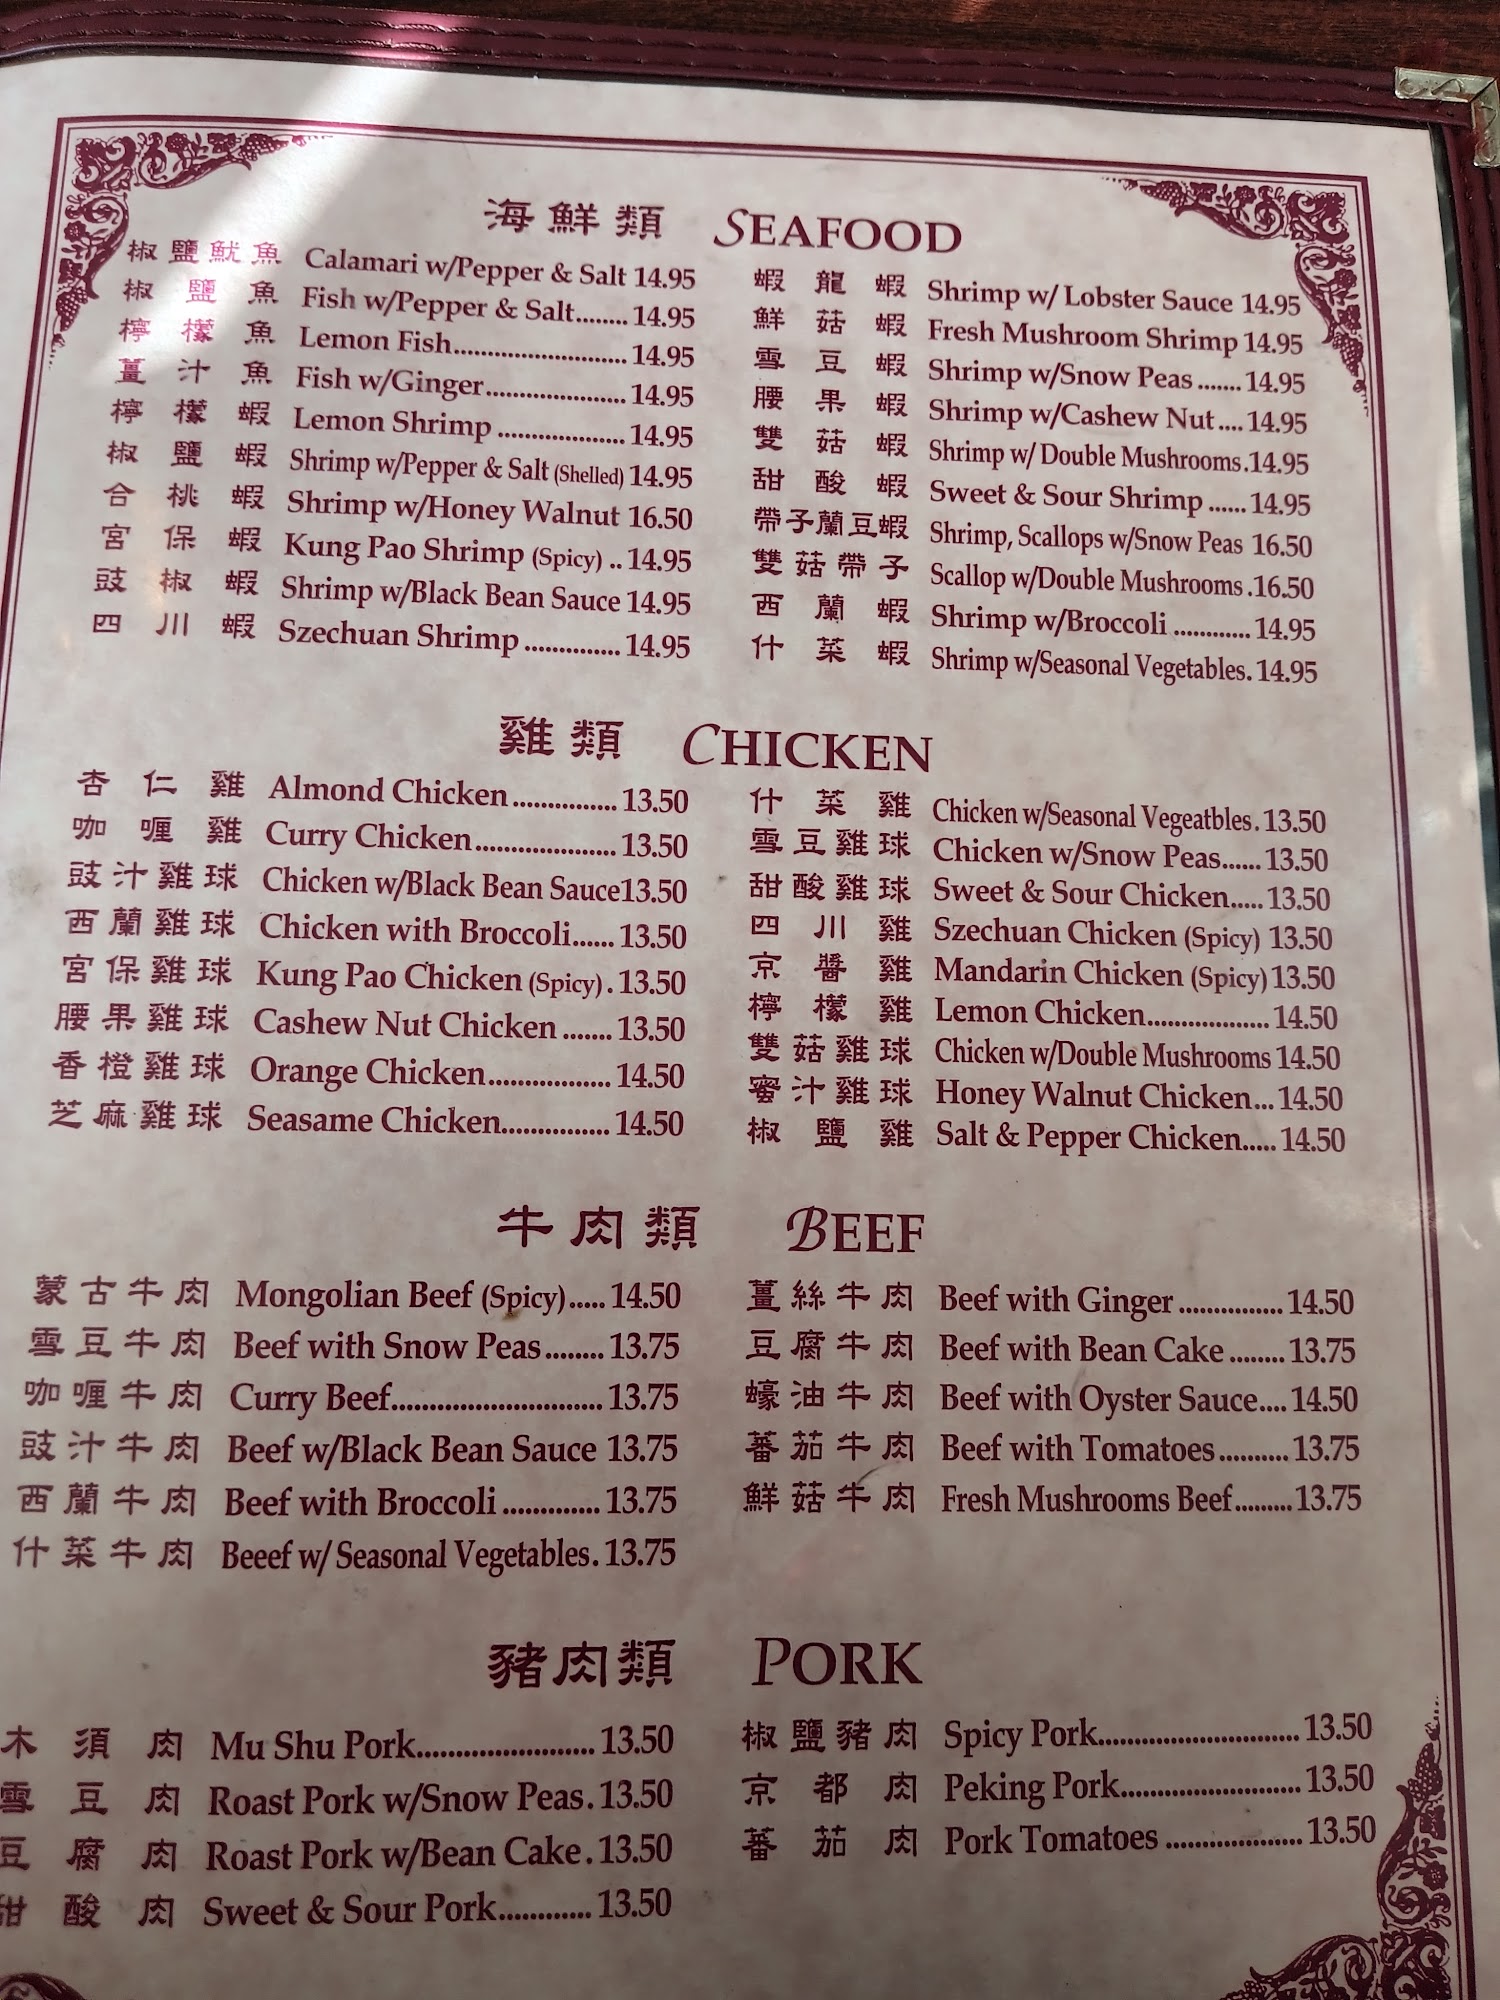 海鮮類 SEAFOOD
椒鹽魷魚 Calamari w/Pepper & Salt 14.95
椒鹽魚 Fish w/Pepper & Salt........ 14.95
檸檬魚 Lemon Fish.......................... 14.95
薑汁魚 Fish w/Ginger..................... 14.95
檸檬蝦 Lemon Shrimp ................... 14.95
椒鹽蝦 Shrimp w/Pepper & Salt (Shelled) 14.95
合桃蝦 Shrimp w/Honey Walnut 16.50
宮保蝦 Kung Pao Shrimp (Spicy) .. 14.95
豉椒蝦 Shrimp w/Black Bean Sauce 14.95
四川蝦 Szechuan Shrimp .............. 14.95
蝦龍蝦 Shrimp w/ Lobster Sauce 14.95
鮮菇蝦 Fresh Mushroom Shrimp 14.95
雪豆蝦 Shrimp w/Snow Peas ....... 14.95
腰果蝦 Shrimp w/Cashew Nut .... 14.95
雙菇蝦 Shrimp w/ Double Mushrooms.14.95
甜酸蝦 Sweet & Sour Shrimp ...... 14.95
帶子蘭豆蝦 Shrimp, Scallops w/Snow Peas 16.50
雙菇帶子 Scallop w/Double Mushrooms .16.50
西蘭蝦 Shrimp w/Broccoli ............ 14.95
什菜蝦 Shrimp w/Seasonal Vegetables. 14.95
雞類 CHICKEN
杏仁雞 Almond Chicken ............... 13.50
咖喱雞 Curry Chicken..................... 13.50
豉汁雞球 Chicken w/Black Bean Sauce13.50
西蘭雞球 Chicken with Broccoli...... 13.50
宮保雞球 Kung Pao Chicken (Spicy) . 13.50
腰果雞球 Cashew Nut Chicken ....... 13.50
香橙雞球 Orange Chicken.................. 14.50
芝麻雞球 Seasame Chicken................ 14.50
什菜雞 Chicken w/Seasonal Vegeatbles. 13.50
雪豆雞球 Chicken w/Snow Peas...... 13.50
甜酸雞球 Sweet & Sour Chicken..... 13.50
四川雞 Szechuan Chicken (Spicy) 13.50
京醬雞 Mandarin Chicken (Spicy) 13.50
檸檬雞 Lemon Chicken................... 14.50
雙菇雞球 Chicken w/Double Mushrooms 14.50
蜜汁雞球 Honey Walnut Chicken... 14.50
椒鹽雞 Salt & Pepper Chicken..... 14.50
牛肉類 BEEF
蒙古牛肉 Mongolian Beef (Spicy)..... 14.50
雪豆牛肉 Beef with Snow Peas ........ 13.75
咖喱牛肉 Curry Beef........................... 13.75
豉汁牛肉 Beef w/Black Bean Sauce 13.75
西蘭牛肉 Beef with Broccoli ............. 13.75
什菜牛肉 Beeef w/ Seasonal Vegetables. 13.75
薑絲牛肉 Beef with Ginger ............... 14.50
豆腐牛肉 Beef with Bean Cake ........ 13.75
蠔油牛肉 Beef with Oyster Sauce.... 14.50
蕃茄牛肉 Beef with Tomatoes .......... 13.75
鮮菇牛肉 Fresh Mushrooms Beef......... 13.75
豬肉類 PORK
木須肉 Mu Shu Pork....................... 13.50
雪豆肉 Roast Pork w/Snow Peas. 13.50
豆腐肉 Roast Pork w/Bean Cake . 13.50
甜酸肉 Sweet & Sour Pork............ 13.50
椒鹽豬肉 Spicy Pork.......................... 13.50
京都肉 Peking Pork....................... 13.50
蕃茄肉 Pork Tomatoes .................... 13.50